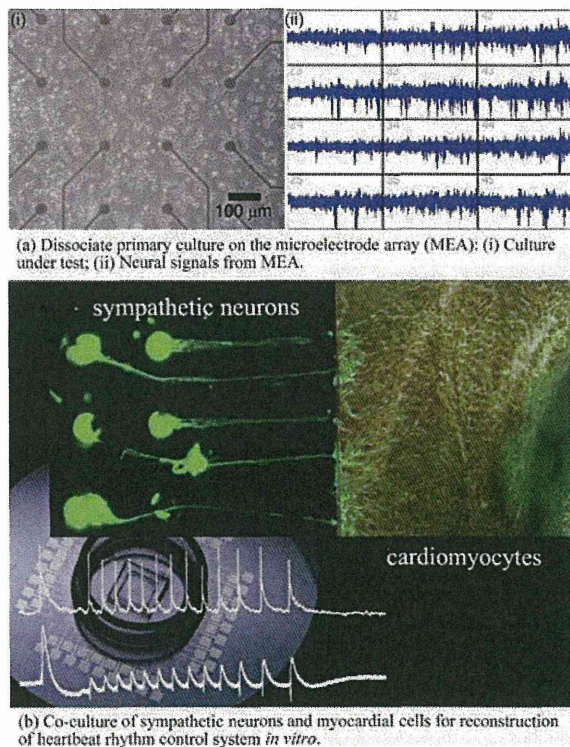 (i)
(ii)
100 μm
(a) Dissociate primary culture on the microelectrode array (MEA): (i) Culture
under test; (ii) Neural signals from MEA.
sympathetic neurons
cardiomyocytes
(b) Co-culture of sympathetic neurons and myocardial cells for reconstruction
of heartbeat rhythm control system in vitro.